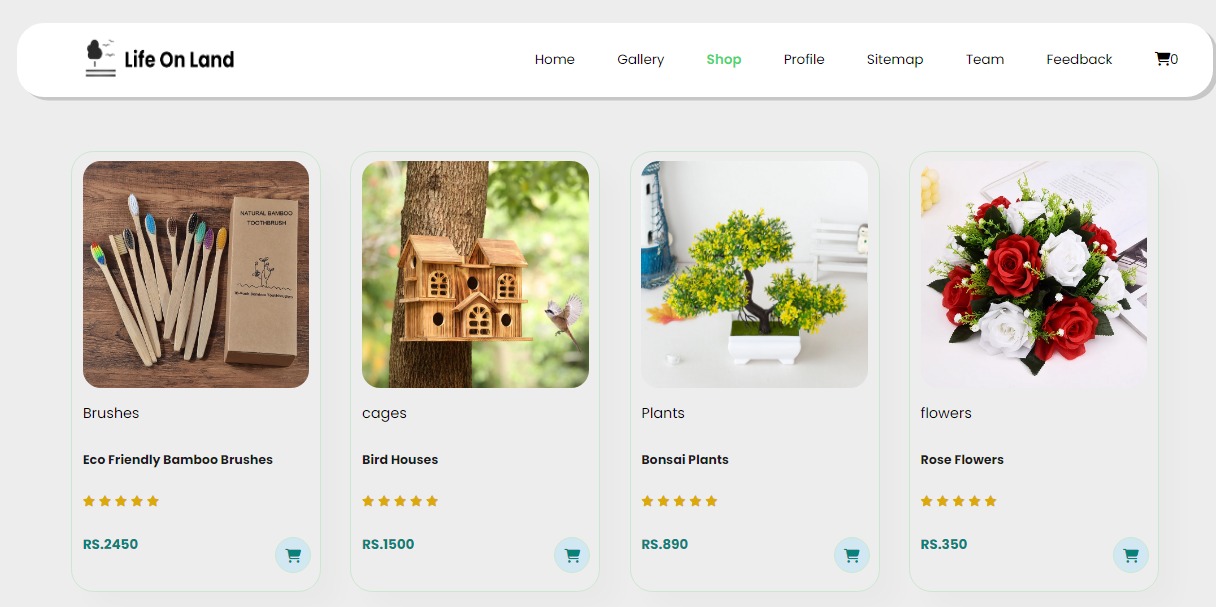 Life On Land
Home
Gallery
Shop
Profile
Sitemap
Team
Feedback
0
NATURAL BAMBOO
TOOTHBRUSH
Brushes
Eco Friendly Bamboo Brushes
RS.2450
cages
Bird Houses
RS.1500
Plants
Bonsai Plants
RS.890
flowers
Rose Flowers
RS.350